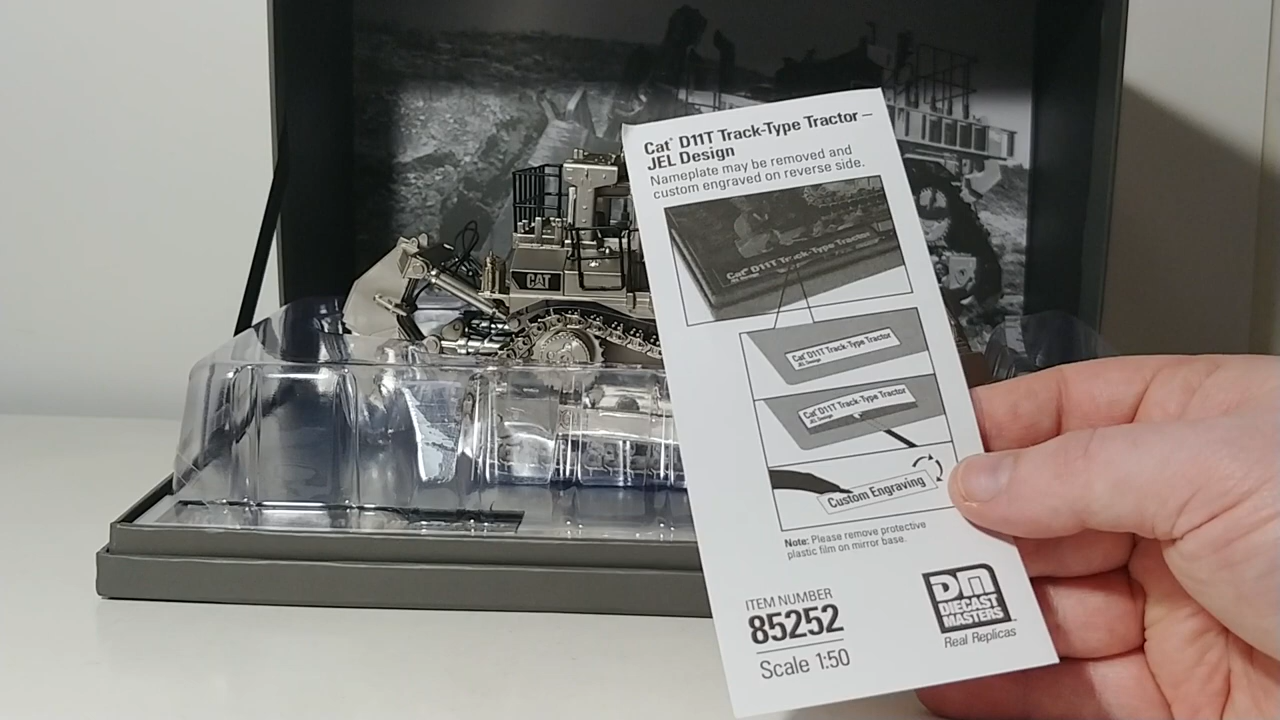 Cat® D11T Track-Type Tractor –
JEL Design
Nameplate may be removed and
custom engraved on reverse side.
Cat® D11T Track-Type Tractor
JEL Design
Cat® D11T Track-Type Tractor
JEL Design
Cat® D11T Track-Type Tractor
JEL Design
Custom Engraving
Note: Please remove protective
plastic film on mirror base.
ITEM NUMBER
85252
Scale 1:50
DM
DIECAST
MASTERS
Real Replicas
CAT